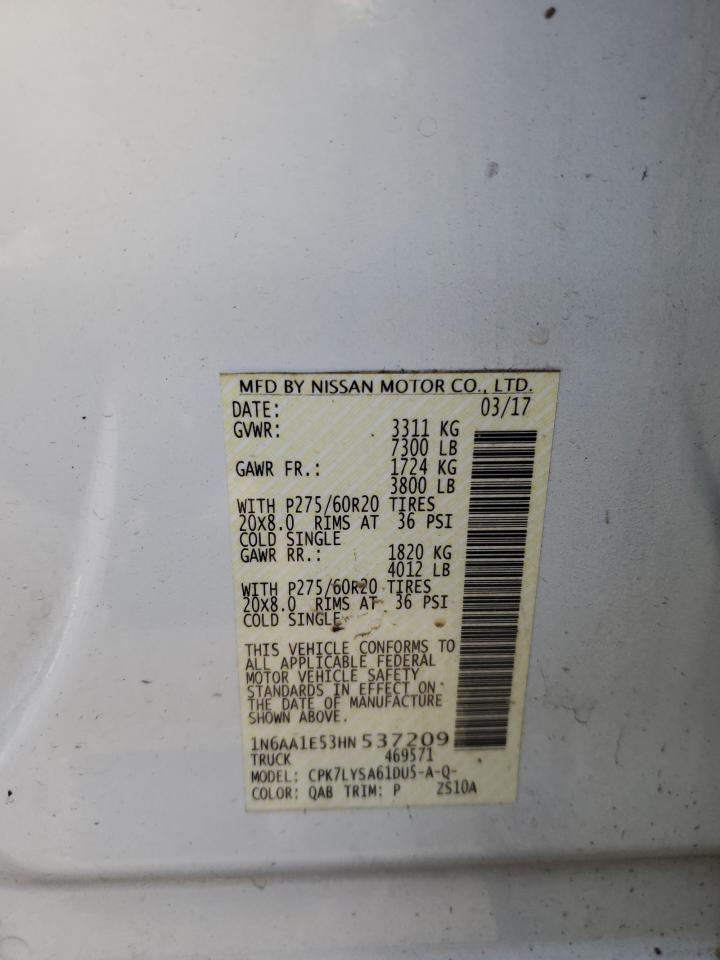 MFD BY NISSAN MOTOR CO., LTD.
DATE: 03/17
GVWR: 3311 KG
7300 LB
GAWR FR.: 1724 KG
3800 LB
WITH P275/60R20 TIRES
20X8.0 RIMS AT 36 PSI
COLD SINGLE
GAWR RR.: 1820 KG
4012 LB
WITH P275/60R20 TIRES
20X8.0 RIMS AT 36 PSI
COLD SINGLE
THIS VEHICLE CONFORMS TO
ALL APPLICABLE FEDERAL
MOTOR VEHICLE SAFETY
STANDARDS IN EFFECT ON
THE DATE OF MANUFACTURE
SHOWN ABOVE.
1N6AA1E53HN 537209
TRUCK 469571
MODEL: CPK7LYSA61DU5-A-Q-
COLOR: QAB TRIM: P ZS10A